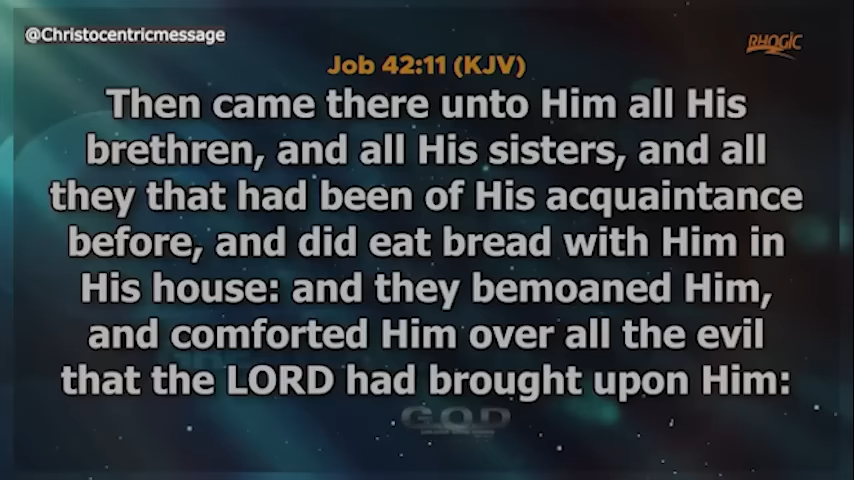 @Christocentricmessage
RHOGIC
Job 42:11 (KJV)
Then came there unto Him all His
brethren, and all His sisters, and all
they that had been of His acquaintance
before, and did eat bread with Him in
His house: and they bemoaned Him,
and comforted Him over all the evil
that the LORD had brought upon Him:
G.O.D